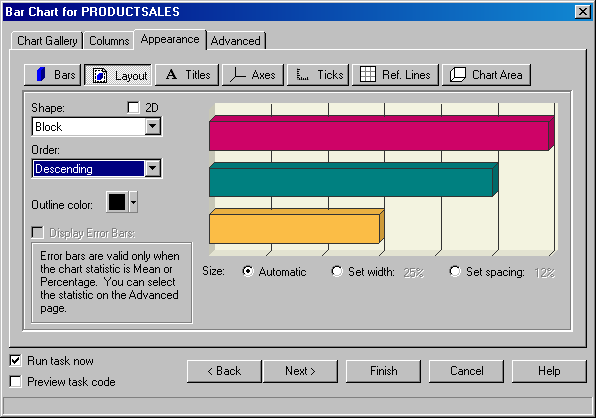 Bar Chart for PRODUCTSALES
Chart Gallery Columns Appearance Advanced
Bars Layout Titles Axes Ticks Ref. Lines Chart Area
Shape: 2D
Block
Order:
Descending
Outline color:
Display Error Bars:
Error bars are valid only when
the chart statistic is Mean or
Percentage. You can select
the statistic on the Advanced
page.
Size: Automatic Set width: 25% Set spacing: 12%
Run task now
Preview task code
< Back Next > Finish Cancel Help